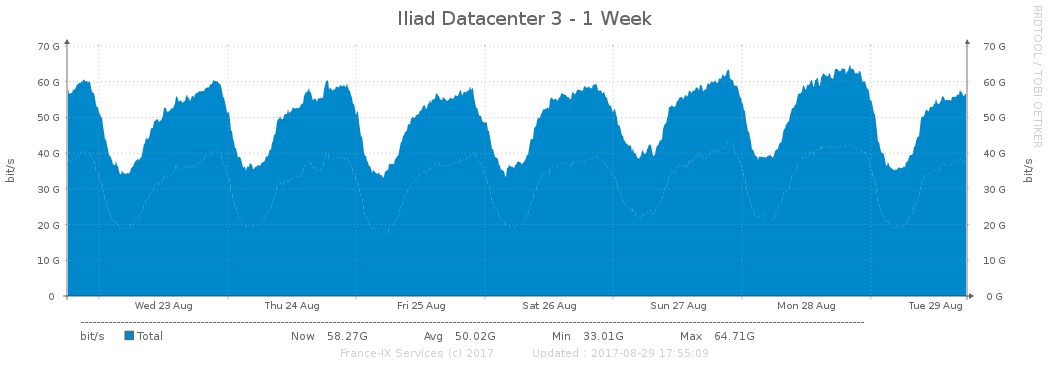 Iliad Datacenter 3 - 1 Week
RRDTOOL / TOBI OETIKER
70 G 70 G
60 G 60 G
50 G 50 G
40 G 40 G
30 G 30 G
20 G 20 G
10 G 10 G
0 0 G
bit/s bit/s
Wed 23 Aug Thu 24 Aug Fri 25 Aug Sat 26 Aug Sun 27 Aug Mon 28 Aug Tue 29 Aug
bit/s Total Now 58.27G Avg 50.02G Min 33.01G Max 64.71G
France-IX Services (c) 2017 Updated : 2017-08-29 17:55:09